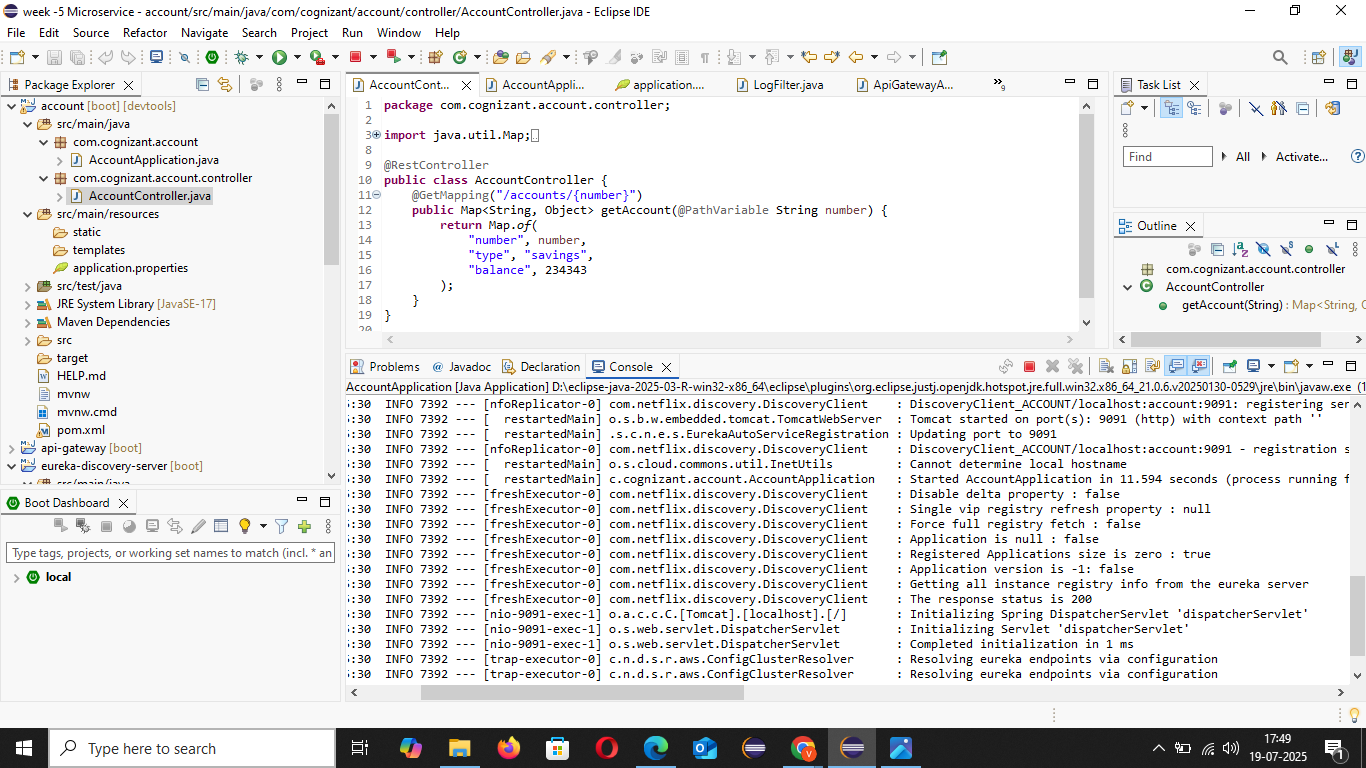 week -5 Microservice - account/src/main/java/com/cognizant/account/controller/AccountController.java - Eclipse IDE
File Edit Source Refactor Navigate Search Project Run Window Help
Package Explorer
account [boot] [devtools]
src/main/java
com.cognizant.account
AccountApplication.java
com.cognizant.account.controller
AccountController.java
src/main/resources
static
templates
application.properties
src/test/java
JRE System Library [JavaSE-17]
Maven Dependencies
src
target
HELP.md
mvnw
mvnw.cmd
pom.xml
api-gateway [boot]
eureka-discovery-server [boot]
src/main/java
Boot Dashboard
Type tags, projects, or working set names to match (incl. * an
local
AccountCont... AccountAppli... application.... LogFilter.java ApiGatewayA... »9
1 package com.cognizant.account.controller;
2
3 import java.util.Map;
8
9 @RestController
10 public class AccountController {
11 @GetMapping("/accounts/{number}")
12 public Map<String, Object> getAccount(@PathVariable String number) {
13 return Map.of(
14 "number", number,
15 "type", "savings",
16 "balance", 234343
17 );
18 }
19 }
20
Task List
Find All Activate...
Outline
com.cognizant.account.controller
AccountController
getAccount(String) : Map<String, O
Problems @ Javadoc Declaration Console
AccountApplication [Java Application] D:\eclipse-java-2025-03-R-win32-x86_64\eclipse\plugins\org.eclipse.justj.openjdk.hotspot.jre.full.win32.x86_64_21.0.6.v20250130-0529\jre\bin\javaw.exe (1
:30 INFO 7392 --- [nfoReplicator-0] com.netflix.discovery.DiscoveryClient : DiscoveryClient_ACCOUNT/localhost:account:9091: registering ser
:30 INFO 7392 --- [ restartedMain] o.s.b.w.embedded.tomcat.TomcatWebServer : Tomcat started on port(s): 9091 (http) with context path ''
:30 INFO 7392 --- [ restartedMain] .s.c.n.e.s.EurekaAutoServiceRegistration : Updating port to 9091
:30 INFO 7392 --- [nfoReplicator-0] com.netflix.discovery.DiscoveryClient : DiscoveryClient_ACCOUNT/localhost:account:9091 - registration s
:30 INFO 7392 --- [ restartedMain] o.s.cloud.commons.util.InetUtils : Cannot determine local hostname
:30 INFO 7392 --- [ restartedMain] c.cognizant.account.AccountApplication : Started AccountApplication in 11.594 seconds (process running f
:30 INFO 7392 --- [freshExecutor-0] com.netflix.discovery.DiscoveryClient : Disable delta property : false
:30 INFO 7392 --- [freshExecutor-0] com.netflix.discovery.DiscoveryClient : Single vip registry refresh property : null
:30 INFO 7392 --- [freshExecutor-0] com.netflix.discovery.DiscoveryClient : Force full registry fetch : false
:30 INFO 7392 --- [freshExecutor-0] com.netflix.discovery.DiscoveryClient : Application is null : false
:30 INFO 7392 --- [freshExecutor-0] com.netflix.discovery.DiscoveryClient : Registered Applications size is zero : true
:30 INFO 7392 --- [freshExecutor-0] com.netflix.discovery.DiscoveryClient : Application version is -1: false
:30 INFO 7392 --- [freshExecutor-0] com.netflix.discovery.DiscoveryClient : Getting all instance registry info from the eureka server
:30 INFO 7392 --- [freshExecutor-0] com.netflix.discovery.DiscoveryClient : The response status is 200
:30 INFO 7392 --- [nio-9091-exec-1] o.a.c.c.C.[Tomcat].[localhost].[/] : Initializing Spring DispatcherServlet 'dispatcherServlet'
:30 INFO 7392 --- [nio-9091-exec-1] o.s.web.servlet.DispatcherServlet : Initializing Servlet 'dispatcherServlet'
:30 INFO 7392 --- [nio-9091-exec-1] o.s.web.servlet.DispatcherServlet : Completed initialization in 1 ms
:30 INFO 7392 --- [trap-executor-0] c.n.d.s.r.aws.ConfigClusterResolver : Resolving eureka endpoints via configuration
:30 INFO 7392 --- [trap-executor-0] c.n.d.s.r.aws.ConfigClusterResolver : Resolving eureka endpoints via configuration
Type here to search
17:49
19-07-2025
1